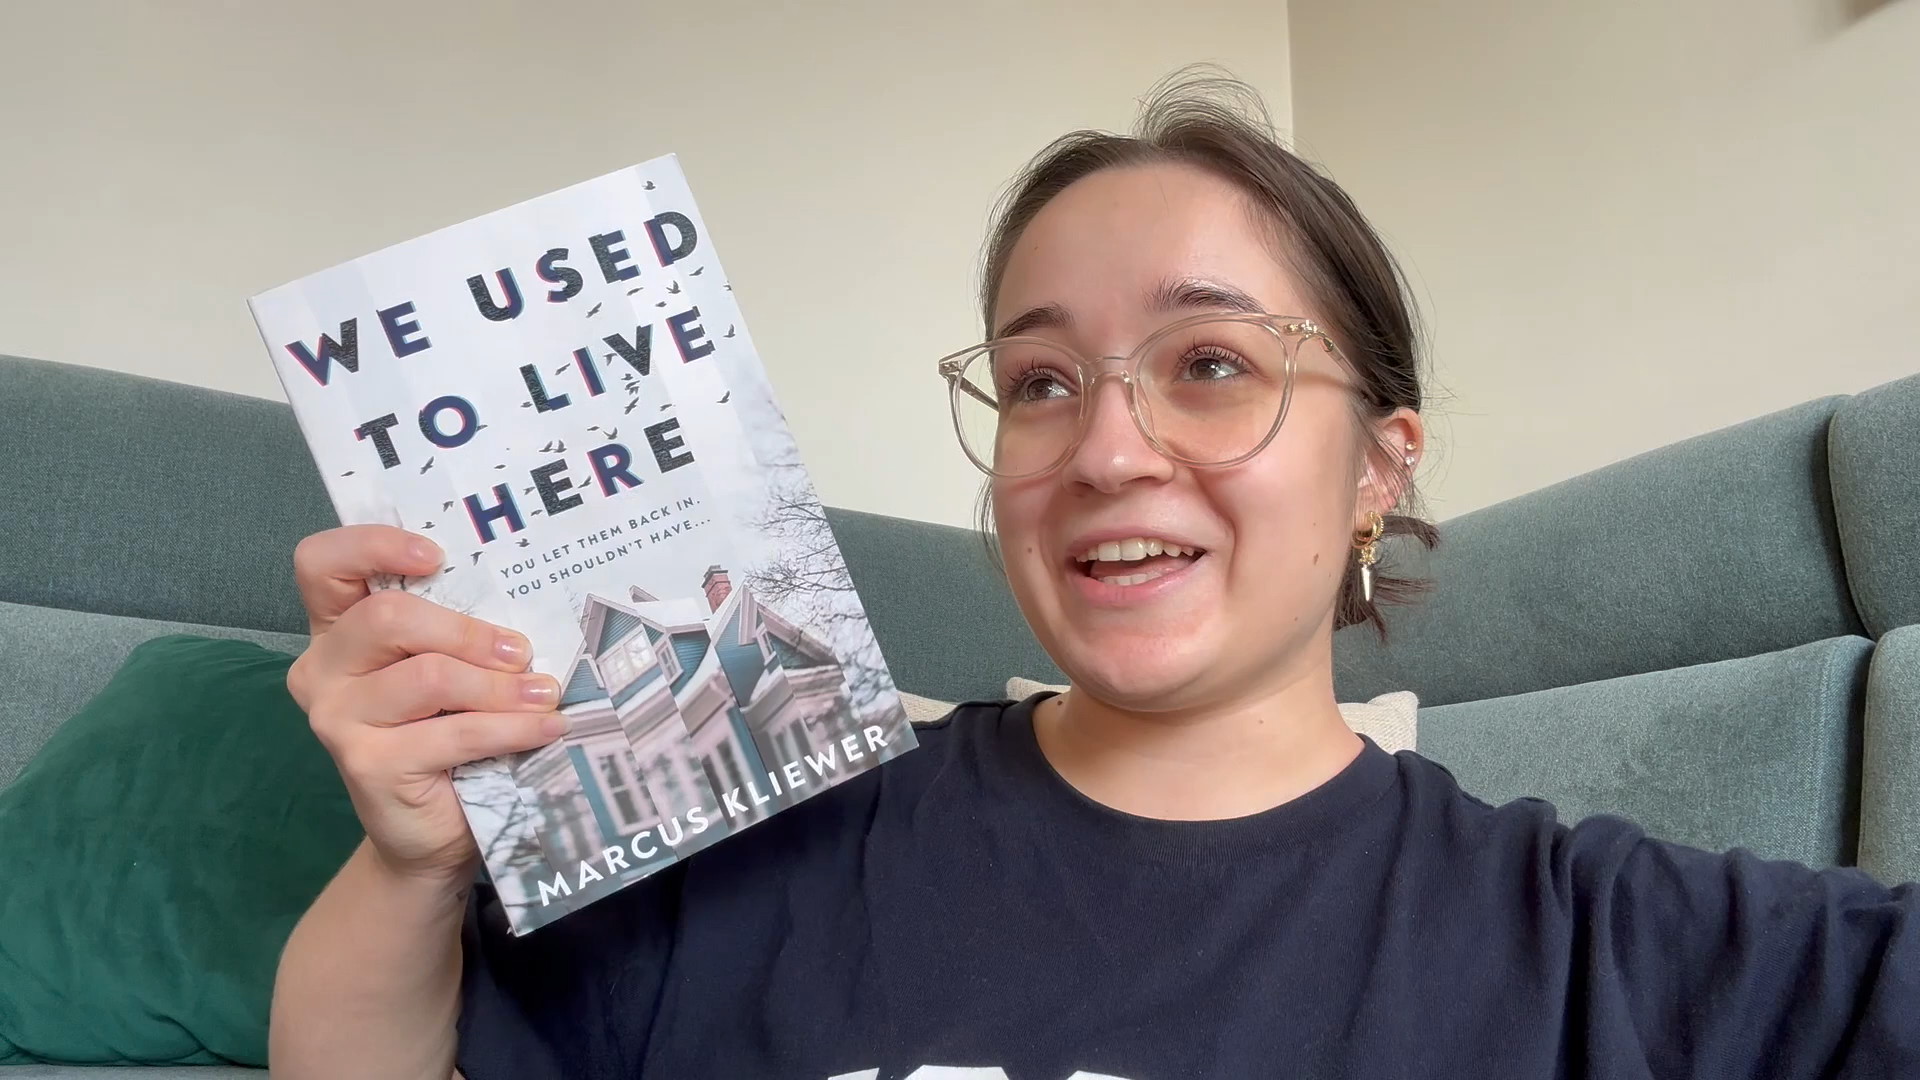 WE USED
TO LIVE
HERE
YOU LET THEM BACK IN.
YOU SHOULDN'T HAVE...
MARCUS KLIEWER